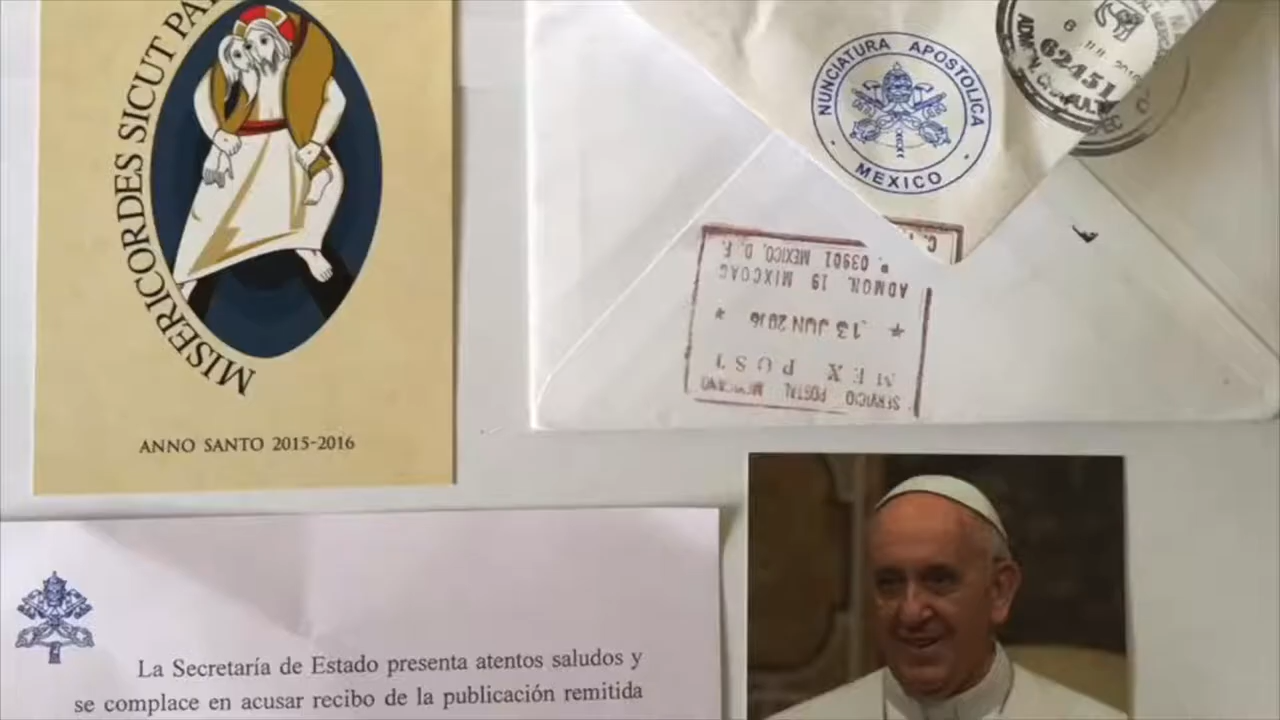 MISERICORDES SICUT PA
ANNO SANTO 2015-2016
NUNCIATURA APOSTOLICA
MEXICO
62451
SERVICIO POSTAL MEXICANO
MEX POST
* 13 JUN 2016 *
ADMON. 19 MIXCOAC
03901 MEXICO, D. F.
La Secretaría de Estado presenta atentos saludos y
se complace en acusar recibo de la publicación remitida